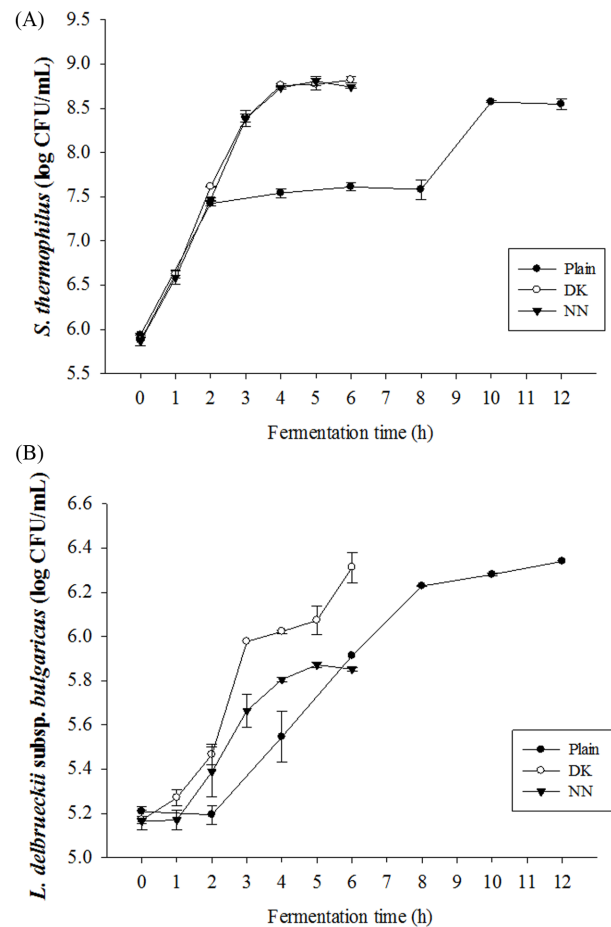 (A)
S. thermophilus (log CFU/mL)
9.5
9.0
8.5
8.0
7.5
7.0
6.5
6.0
5.5
Plain
DK
NN
0 1 2 3 4 5 6 7 8 9 10 11 12
Fermentation time (h)
(B)
L. delbrueckii subsp. bulgaricus (log CFU/mL)
6.6
6.4
6.2
6.0
5.8
5.6
5.4
5.2
5.0
Plain
DK
NN
0 1 2 3 4 5 6 7 8 9 10 11 12
Fermentation time (h)